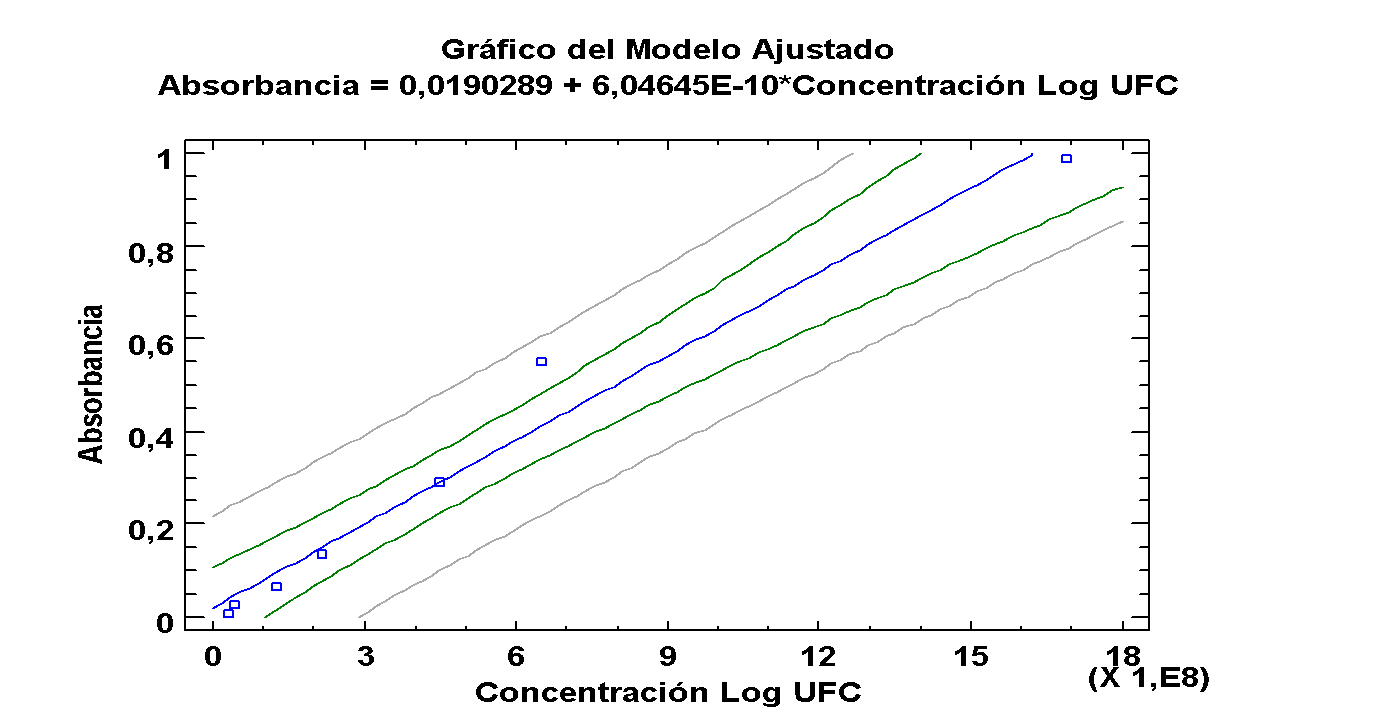 Gráfico del Modelo Ajustado
Absorbancia = 0,0190289 + 6,04645E-10*Concentración Log UFC
1
0,8
0,6
0,4
0,2
0
Absorbancia
0 3 6 9 12 15 18
(X 1,E8)
Concentración Log UFC